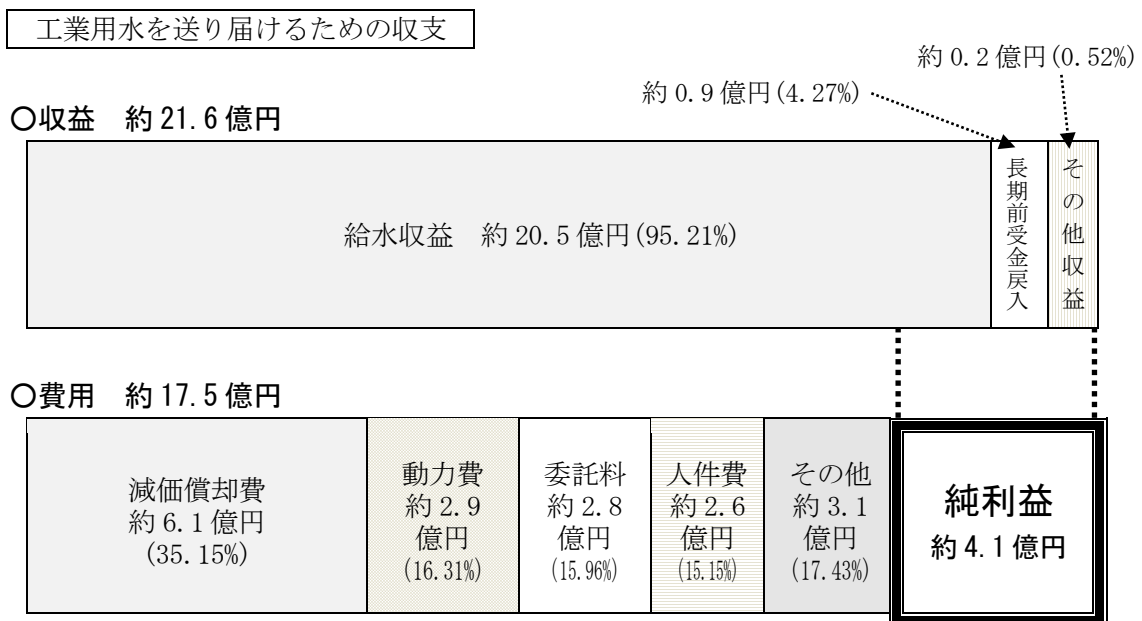 工業用水を送り届けるための収支
約 0.2 億円(0.52%)
約 0.9 億円(4.27%)
○収益　約 21.6 億円
給水収益　約 20.5 億円(95.21%)
長期前受金戻入
その他収益
○費用　約 17.5 億円
減価償却費
約 6.1 億円
(35.15%)
動力費
約 2.9
億円
(16.31%)
委託料
約 2.8
億円
(15.96%)
人件費
約 2.6
億円
(15.15%)
その他
約 3.1
億円
(17.43%)
純利益
約 4.1 億円